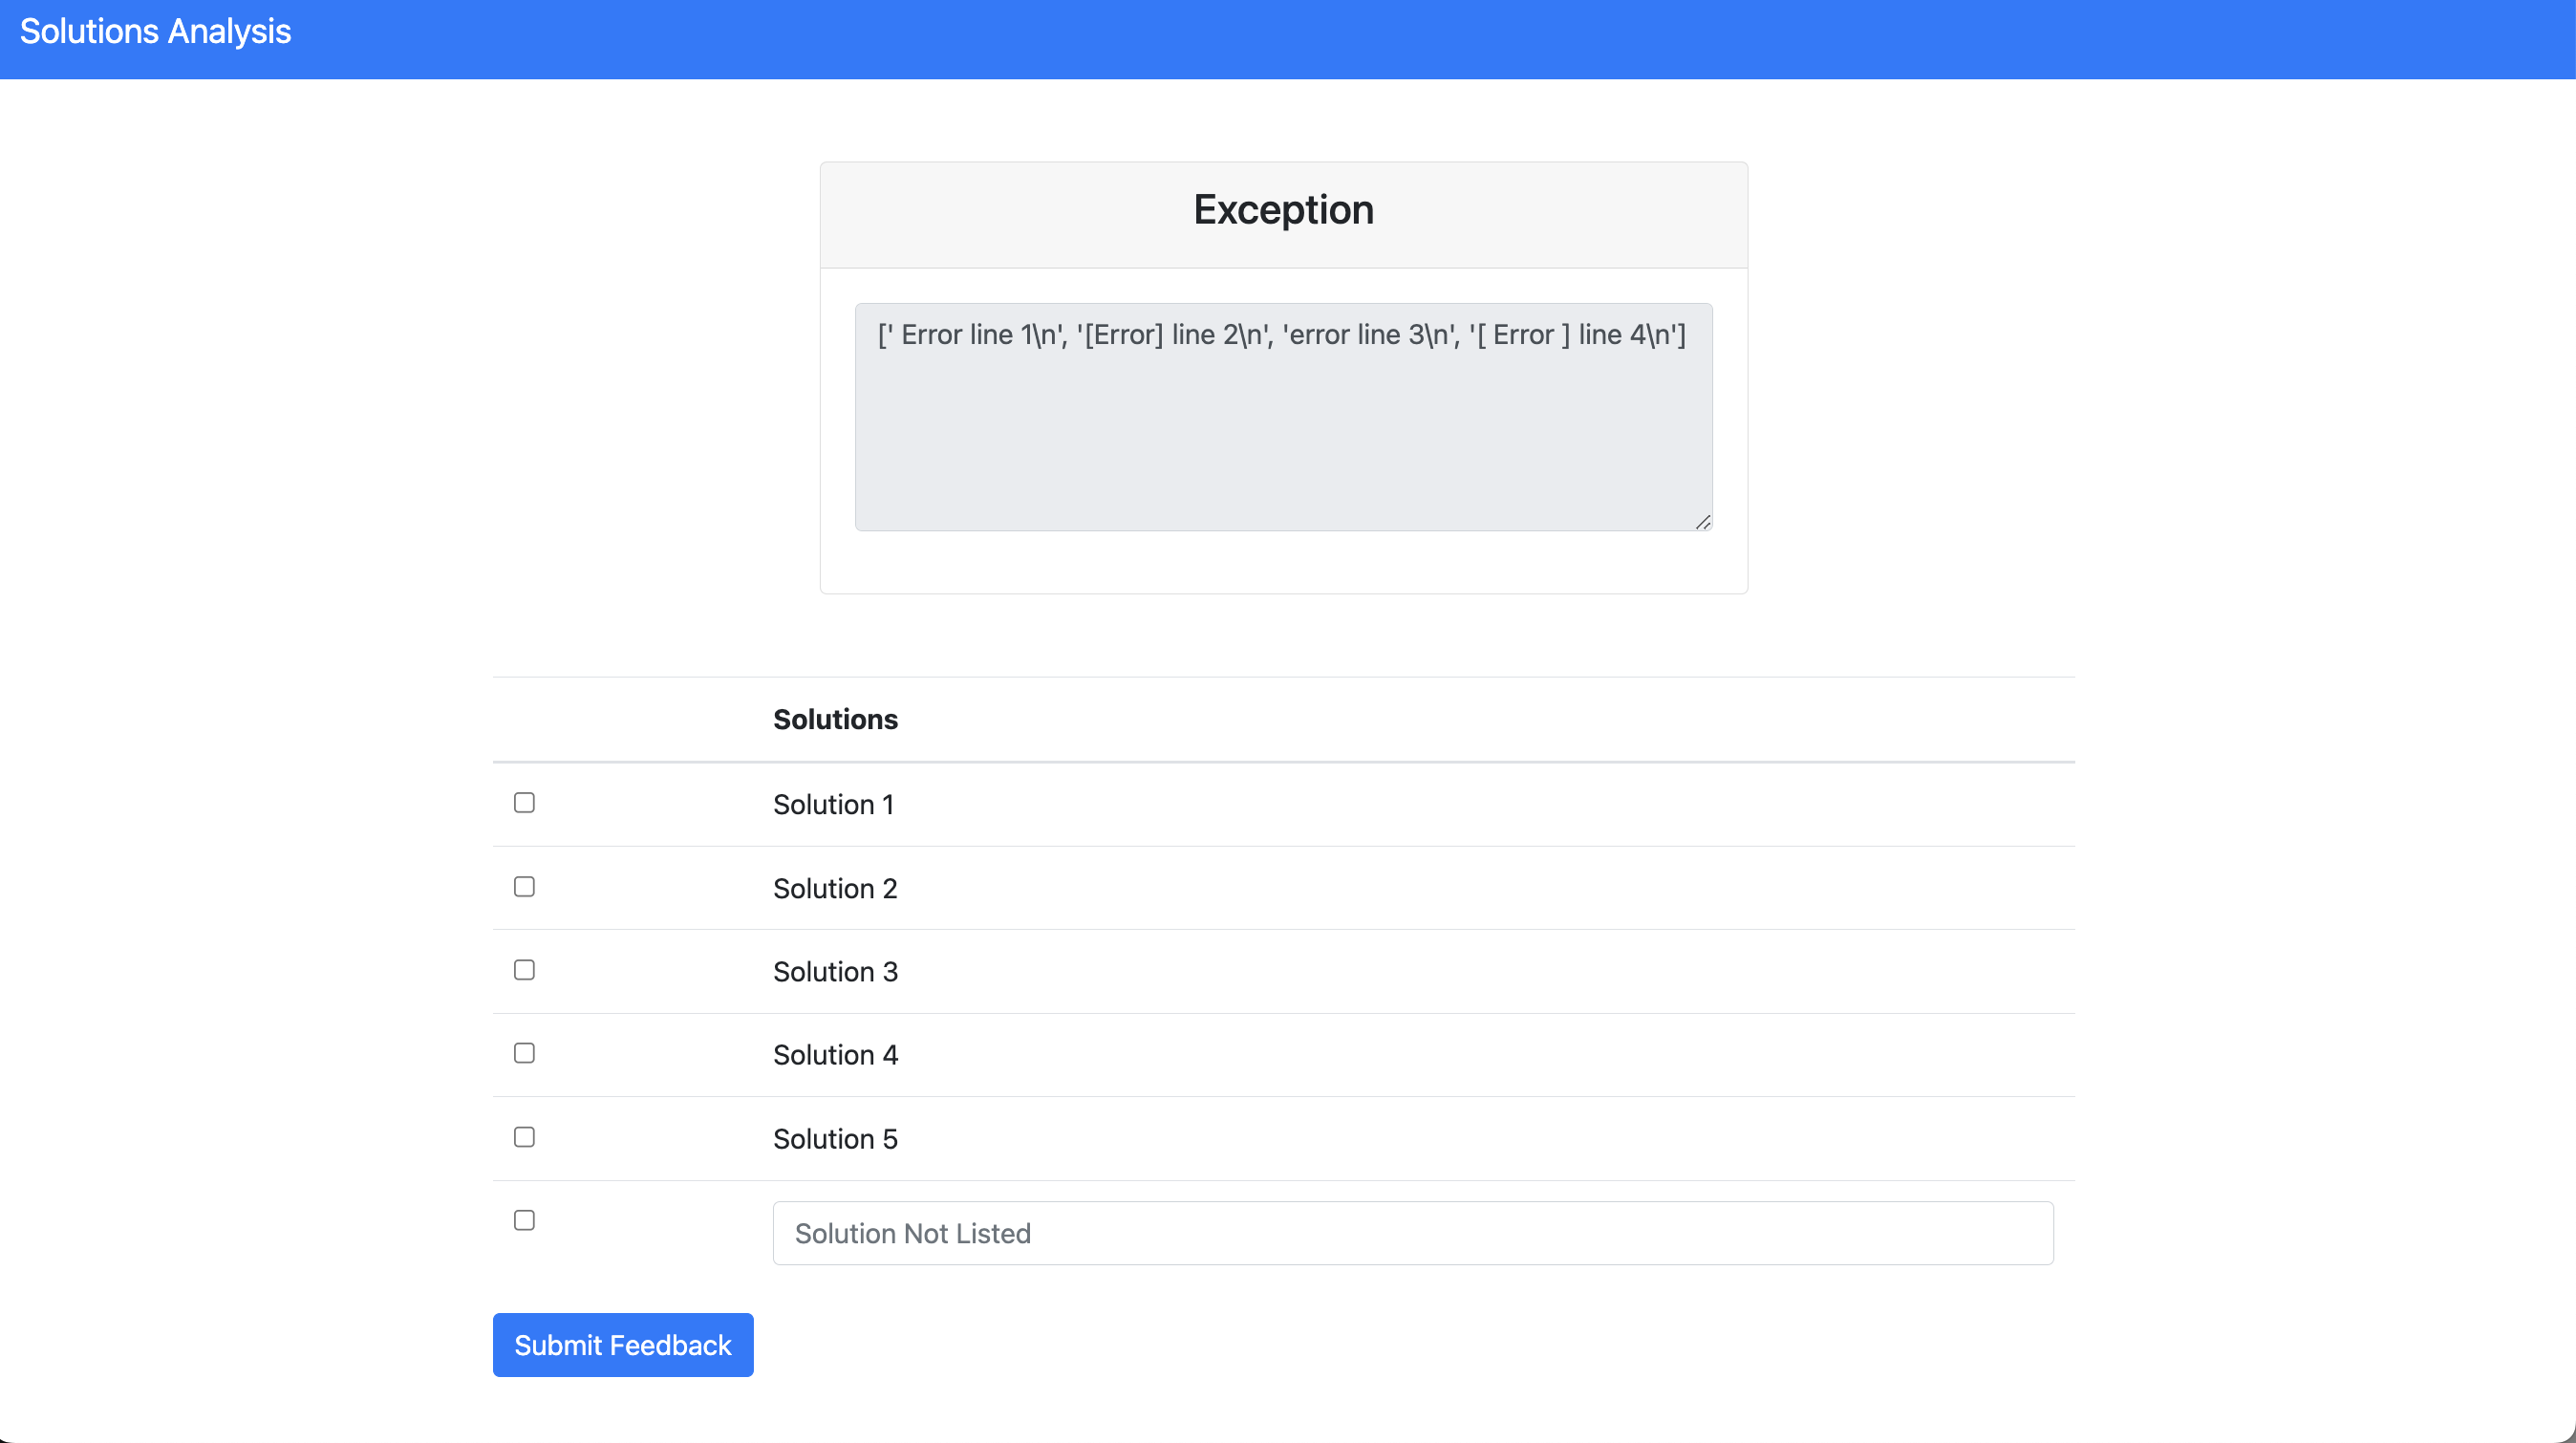 Solutions Analysis
Exception
[' Error line 1\n', '[Error] line 2\n', 'error line 3\n', '[ Error ] line 4\n']
Solutions
Solution 1
Solution 2
Solution 3
Solution 4
Solution 5
Solution Not Listed
Submit Feedback